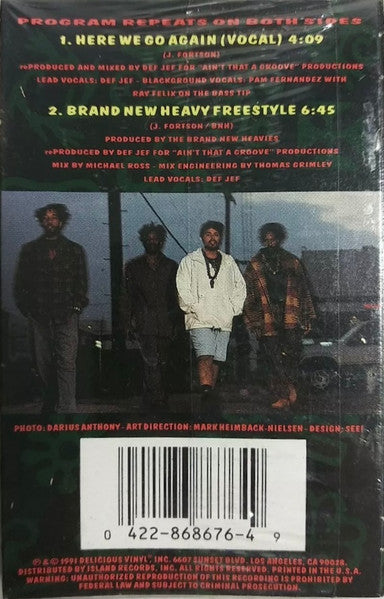 PROGRAM REPEATS ON BOTH SIDES
1. HERE WE GO AGAIN (VOCAL) 4:09
(J. FORTSON)
rePRODUCED AND MIXED BY DEF JEF FOR "AIN'T THAT A GROOVE" PRODUCTIONS
LEAD VOCALS: DEF JEF - BLACKGROUND VOCALS: PAM FERNANDEZ WITH
RAY FELIX ON THE BASS TIP
2. BRAND NEW HEAVY FREESTYLE 6:45
(J. FORTSON / BNH)
PRODUCED BY THE BRAND NEW HEAVIES
rePRODUCED BY DEF JEF FOR "AIN'T THAT A GROOVE" PRODUCTIONS
MIX BY MICHAEL ROSS - MIX ENGINEERING BY THOMAS GRIMLEY
LEAD VOCALS: DEF JEF
PHOTO: DARIUS ANTHONY - ART DIRECTION: MARK HEIMBACK-NIELSEN - DESIGN: SEE!
0 422-868676-4 9
℗ & © 1991 DELICIOUS VINYL, INC. 6607 SUNSET BLVD. LOS ANGELES, CA 90028.
DISTRIBUTED BY ISLAND RECORDS, INC. ALL RIGHTS RESERVED. PRINTED IN THE U.S.A.
WARNING: UNAUTHORIZED REPRODUCTION OF THIS RECORDING IS PROHIBITED BY
FEDERAL LAW AND SUBJECT TO CRIMINAL PROSECUTION.